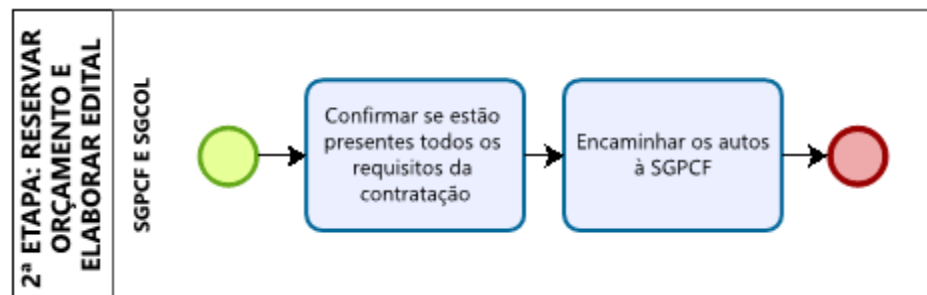 2ª ETAPA: RESERVAR
ORÇAMENTO E
ELABORAR EDITAL
SGPCF E SGCOL
Confirmar se estão
presentes todos os
requisitos da
contratação
Encaminhar os autos
à SGPCF